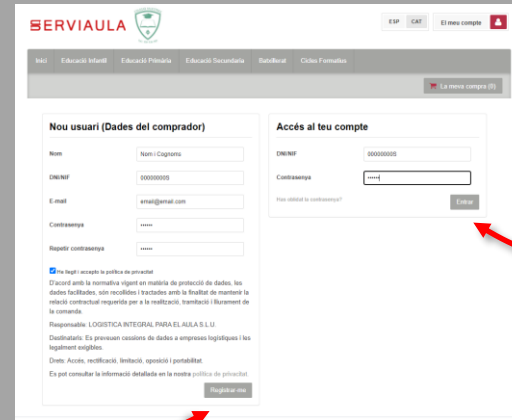 SERVIAULA
ESP CAT El meu compte
Inici Educació Infantil Educació Primària Educació Secundaria Batxillerat Cicles Formatius
La meva compra (0)
Nou usuari (Dades del comprador)
Nom Nom i Cognoms
DNI/NIF 00000000S
E-mail email@email.com
Contrasenya ••••••
Repetir contrasenya ••••••
He llegit i accepto la política de privacitat
D'acord amb la normativa vigent en matèria de protecció de dades, les
dades facilitades, són recollides i tractades amb la finalitat de mantenir la
relació contractual requerida per a la realització, tramitació i lliurament de
la comanda.
Responsable: LOGISTICA INTEGRAL PARA EL AULA S.L.U.
Destinataris: Es preveuen cessions de dades a empreses logístiques i les
legalment exigibles.
Drets: Accés, rectificació, limitació, oposició i portabilitat.
Es pot consultar la informació detallada en la nostra política de privacitat.
Registrar-me
Accés al teu compte
DNI/NIF 00000000S
Contrasenya ••••••
Has oblidat la contrasenya?
Entrar